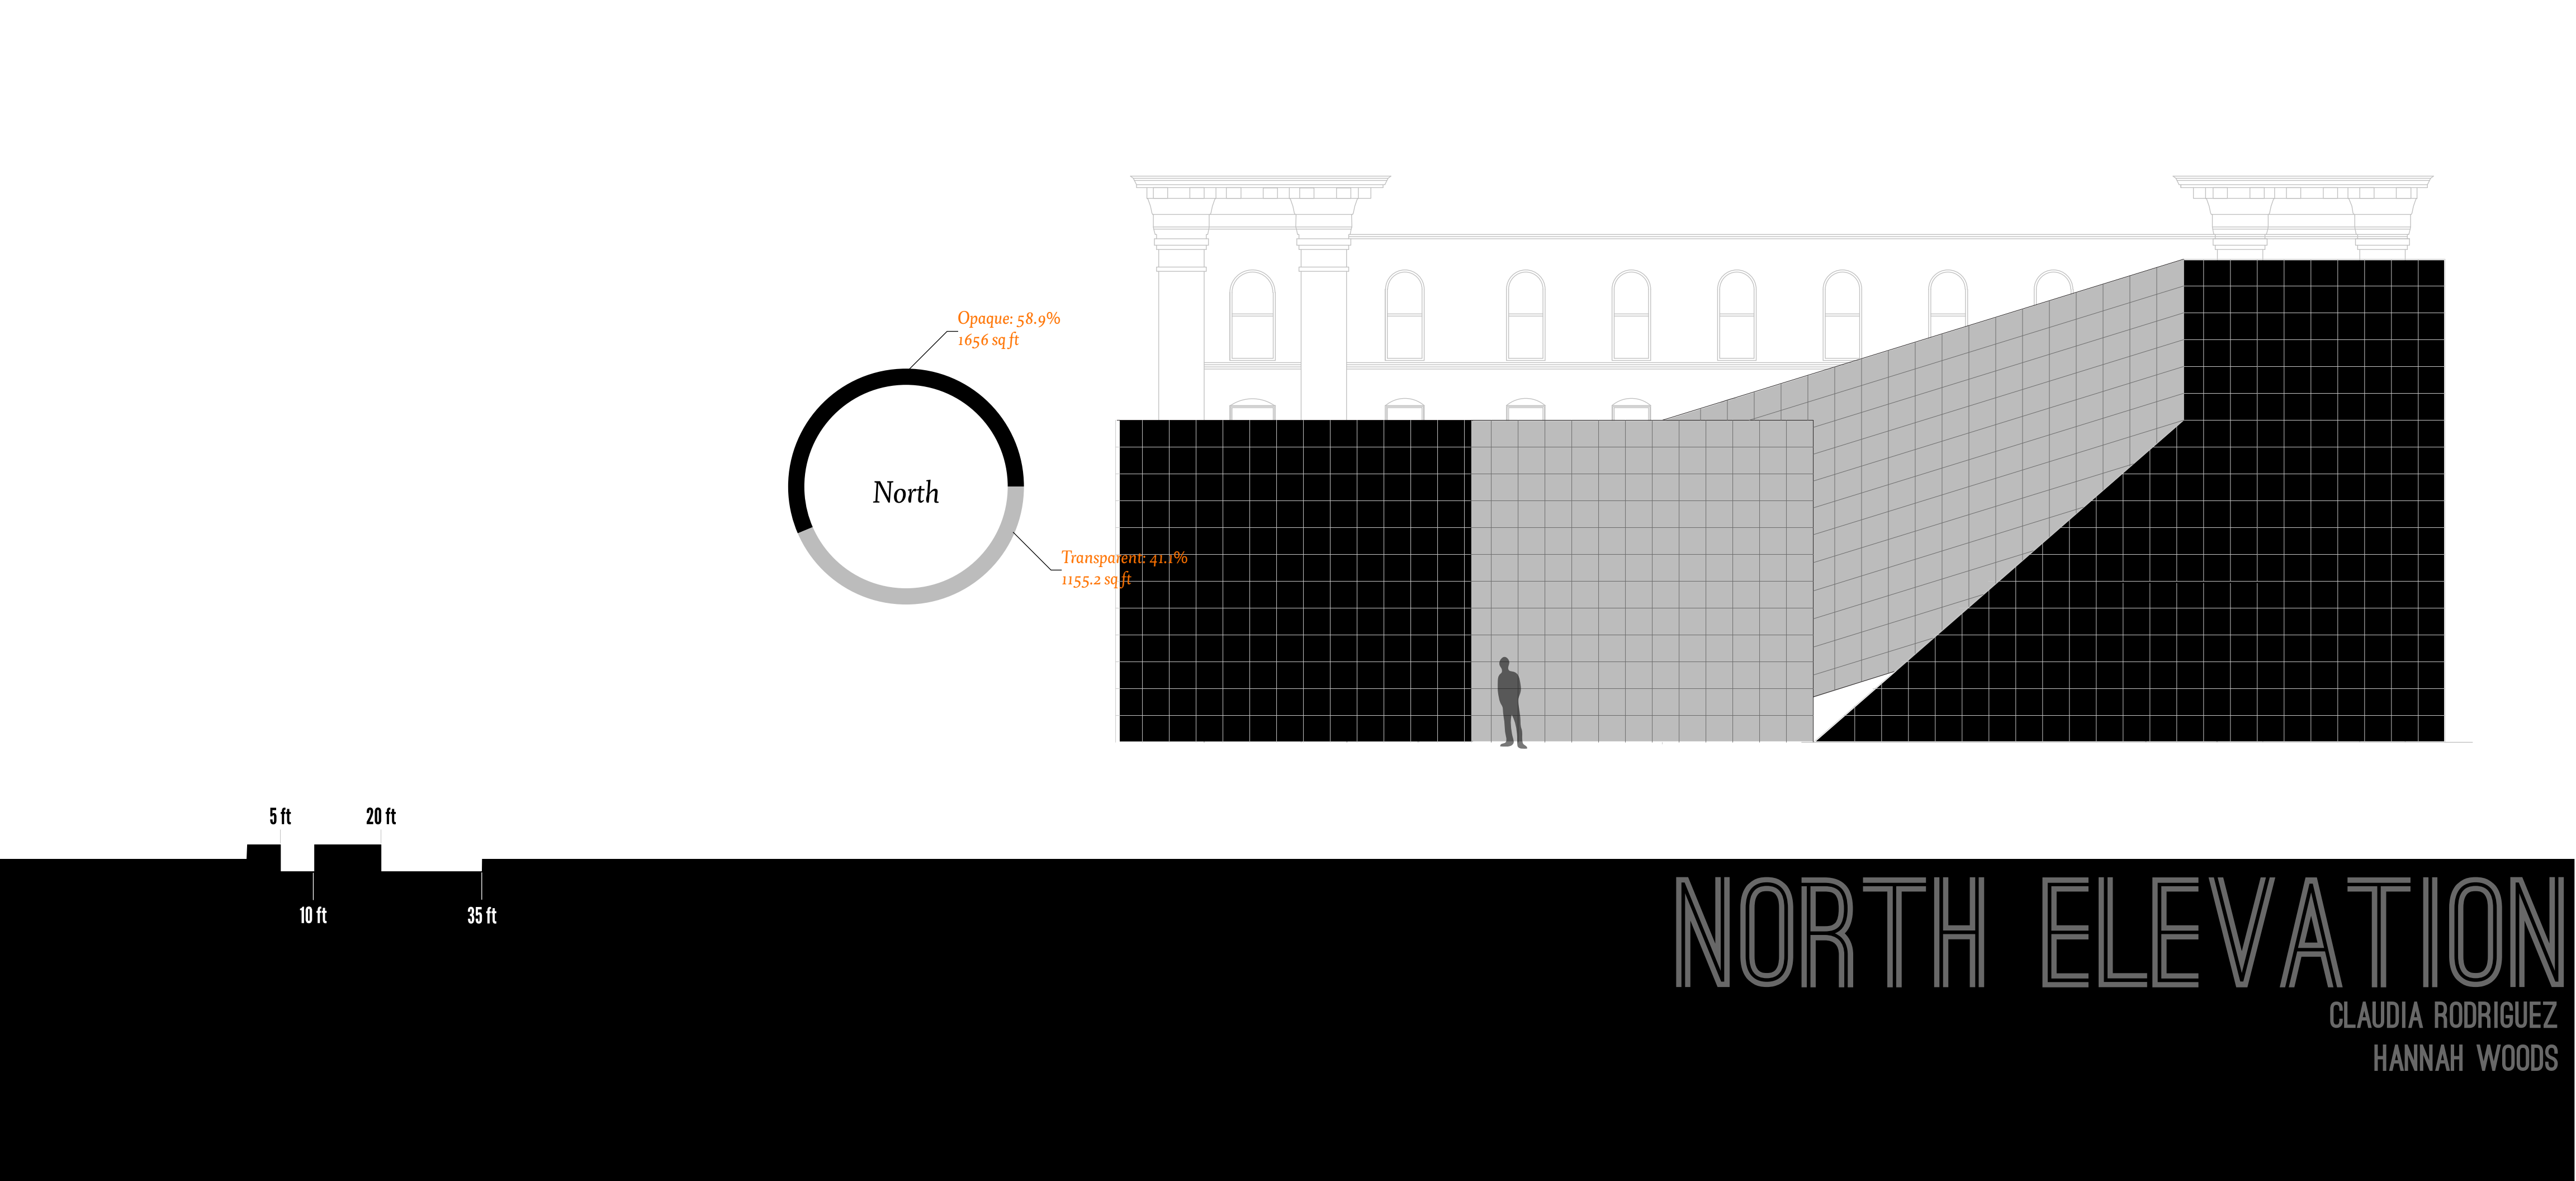 Opaque: 58.9%
1656 sq ft
North
Transparent: 41.1%
1155.2 sq ft
5 ft
20 ft
10 ft
35 ft
NORTH ELEVATION
CLAUDIA RODRIGUEZ
HANNAH WOODS